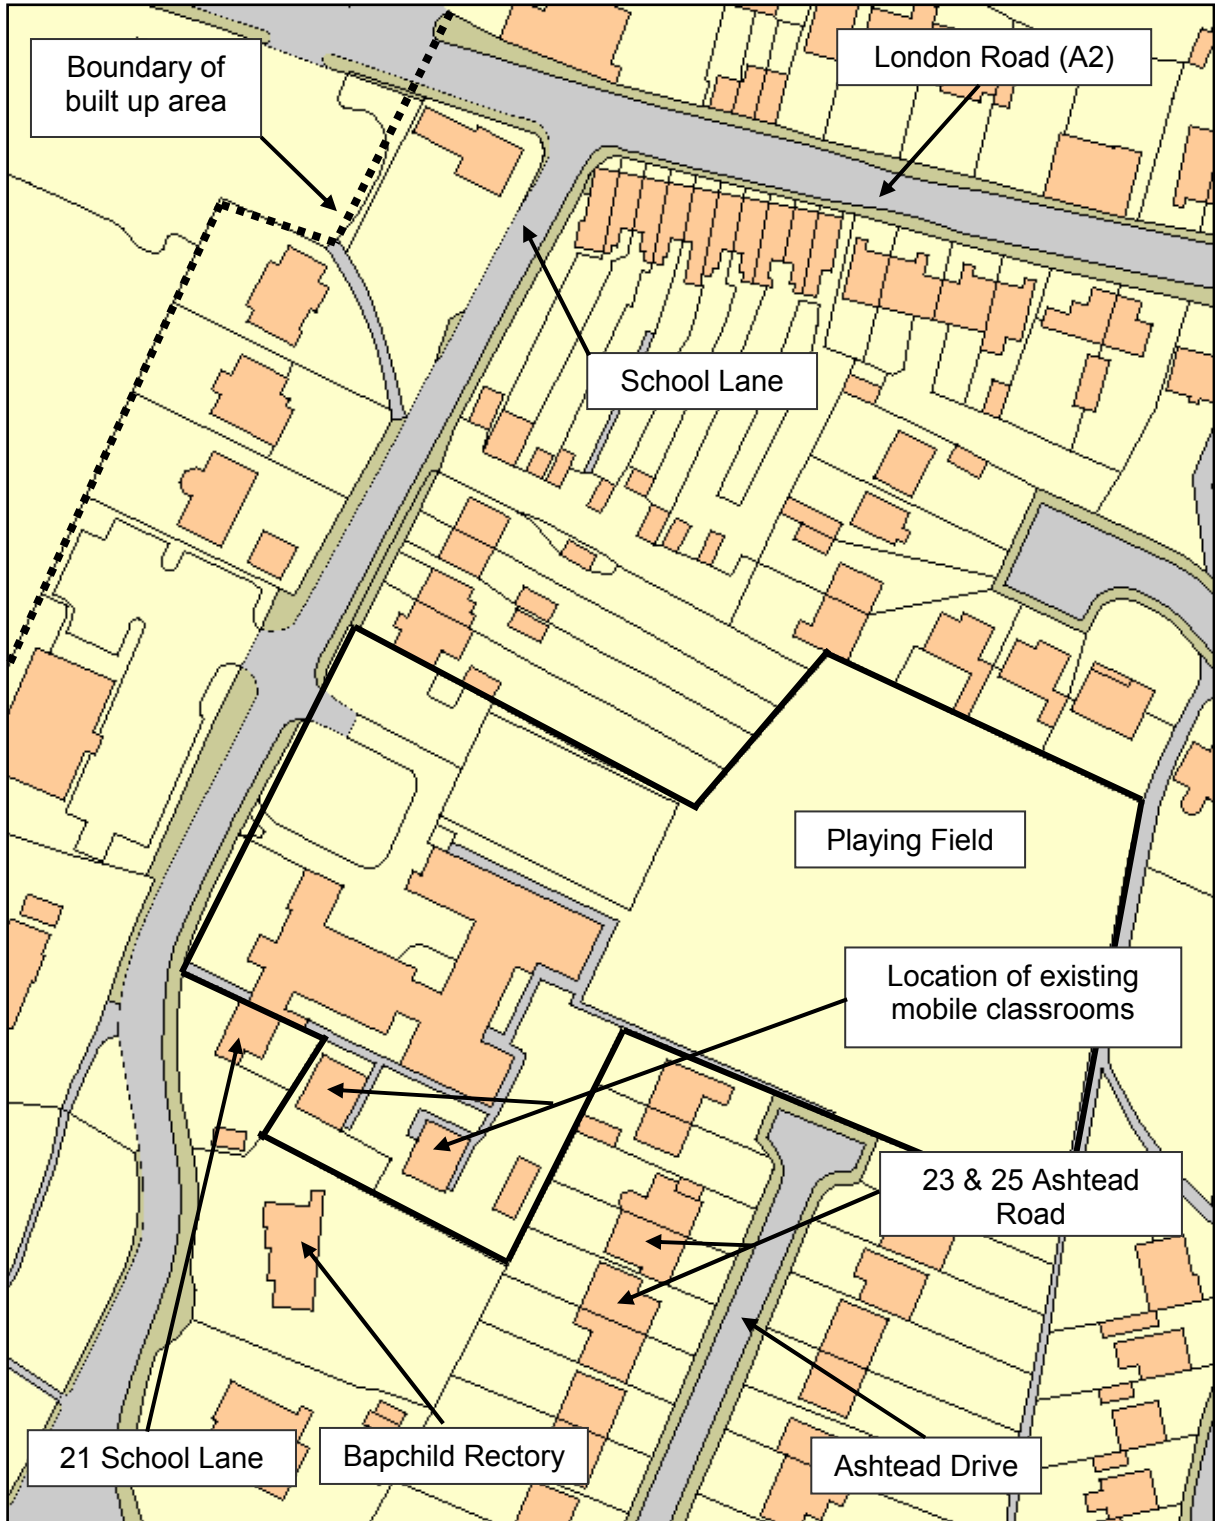 Boundary of
built up area
London Road (A2)
School Lane
Playing Field
Location of existing
mobile classrooms
23 & 25 Ashtead
Road
21 School Lane
Bapchild Rectory
Ashtead Drive